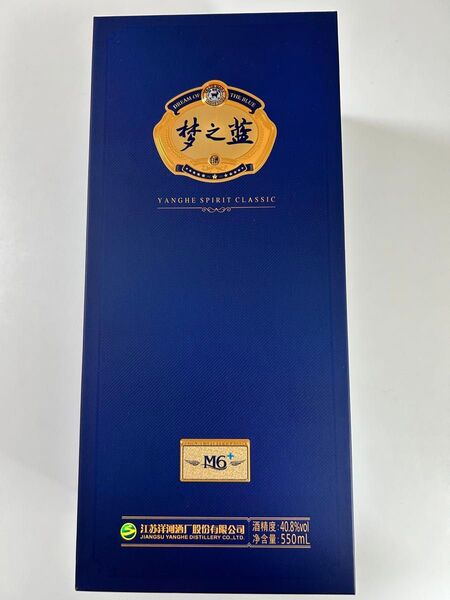 DREAM OF THE BLUE
梦之蓝
YANGHE SPIRIT CLASSIC
M6+
江苏洋河酒厂股份有限公司
JIANGSU YANGHE DISTILLERY CO.,LTD.
酒精度:40.8%vol
净含量:550mL